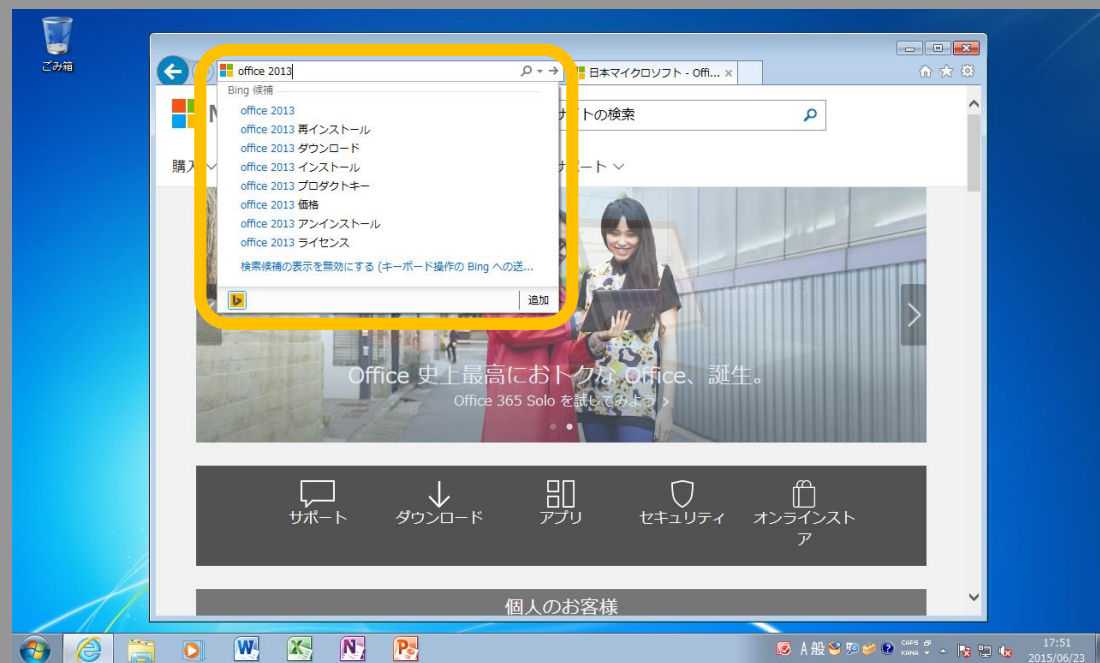 ごみ箱
office 2013
日本マイクロソフト - Offi...
Bing 候補
office 2013
office 2013 再インストール
office 2013 ダウンロード
office 2013 インストール
office 2013 プロダクトキー
office 2013 価格
office 2013 アンインストール
office 2013 ライセンス
検索候補の表示を無効にする (キーボード操作の Bing への送...
追加
トの検索
購入
ポート
Office 史上最高におトクな Office、誕生。
Office 365 Solo を試してみよう >
サポート
ダウンロード
アプリ
セキュリティ
オンラインスト
ア
個人のお客様
A 般
CAPS
KANA
17:51
2015/06/23